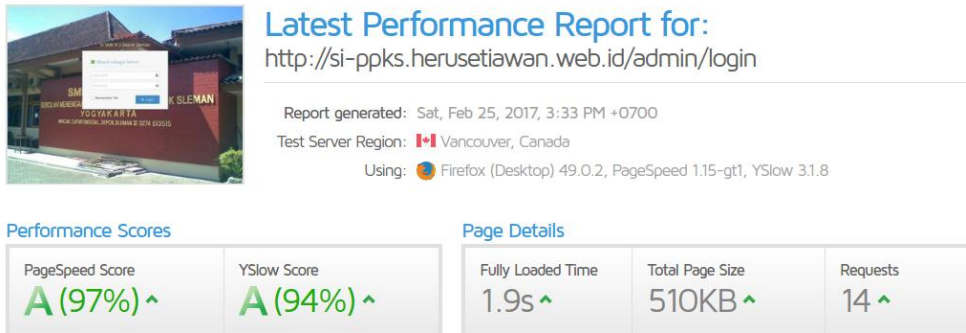 Latest Performance Report for:
http://si-ppks.herusetiawan.web.id/admin/login
Report generated: Sat, Feb 25, 2017, 3:33 PM +0700
Test Server Region: Vancouver, Canada
Using: Firefox (Desktop) 49.0.2, PageSpeed 1.15-gt1, YSlow 3.1.8
SM
K SLEMAN
YOGYAKARTA
Performance Scores
Page Details
PageSpeed Score
YSlow Score
Fully Loaded Time
Total Page Size
Requests
A (97%)
A (94%)
1.9s
510KB
14